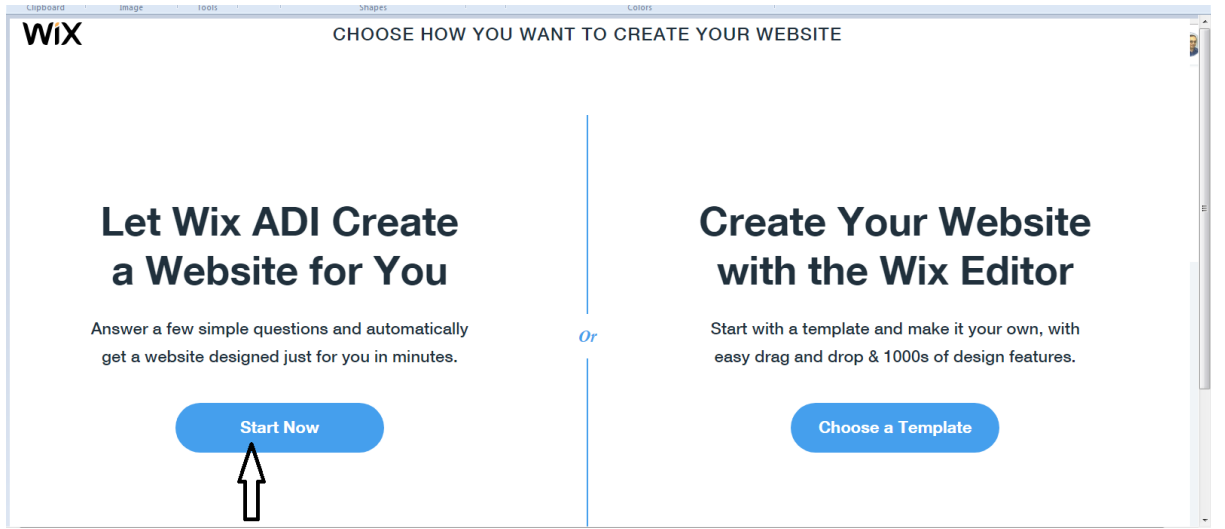 Clipboard Image Tools Shapes Colors
WiX
CHOOSE HOW YOU WANT TO CREATE YOUR WEBSITE
Let Wix ADI Create
a Website for You
Answer a few simple questions and automatically
get a website designed just for you in minutes.
Start Now
Or
Create Your Website
with the Wix Editor
Start with a template and make it your own, with
easy drag and drop & 1000s of design features.
Choose a Template